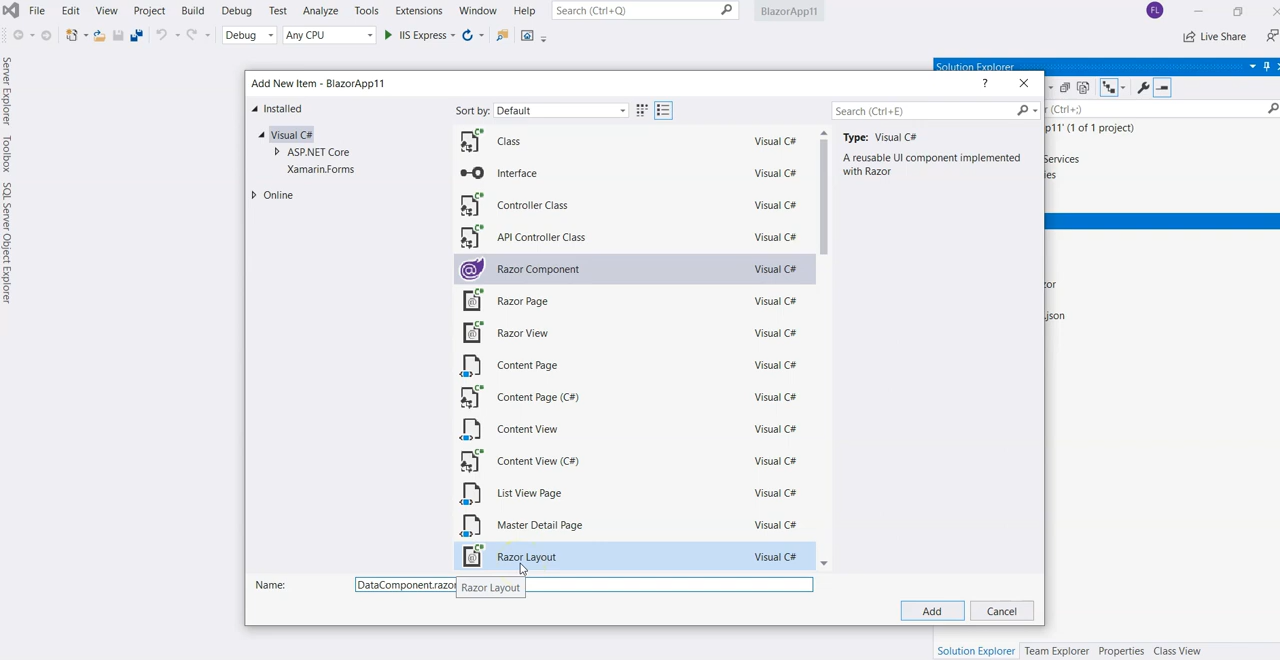 File Edit View Project Build Debug Test Analyze Tools Extensions Window Help Search (Ctrl+Q) BlazorApp11 FL
Debug Any CPU IIS Express Live Share
Server Explorer
Toolbox
SQL Server Object Explorer
Solution Explorer
r (Ctrl+;)
p11' (1 of 1 project)
Services
ies
zor
.json
Add New Item - BlazorApp11 ?
Installed
Visual C#
ASP.NET Core
Xamarin.Forms
Online
Sort by: Default
Search (Ctrl+E)
Class Visual C#
Interface Visual C#
Controller Class Visual C#
API Controller Class Visual C#
Razor Component Visual C#
Razor Page Visual C#
Razor View Visual C#
Content Page Visual C#
Content Page (C#) Visual C#
Content View Visual C#
Content View (C#) Visual C#
List View Page Visual C#
Master Detail Page Visual C#
Razor Layout Visual C#
Type: Visual C#
A reusable UI component implemented
with Razor
Name: DataComponent.razor
Razor Layout
Add Cancel
Solution Explorer Team Explorer Properties Class View